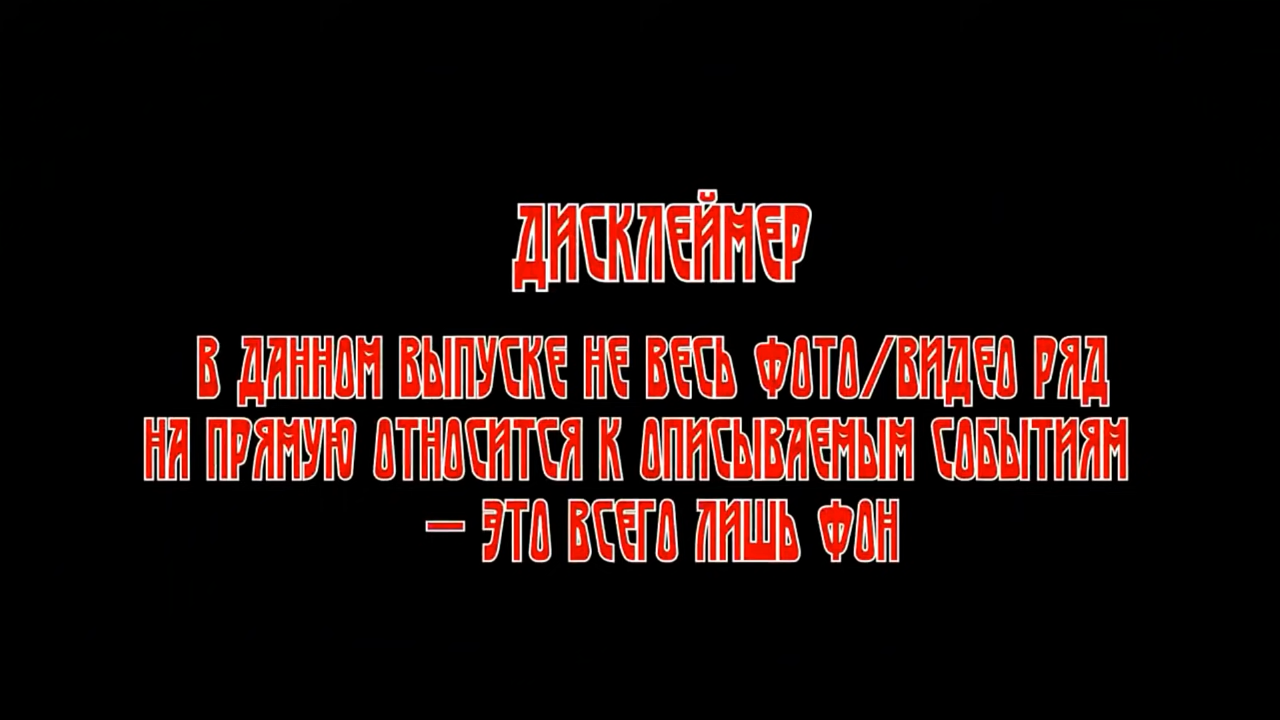 ДИСКЛЕЙМЕР
В ДАННОМ ВЫПУСКЕ НЕ ВЕСЬ ФОТО/ВИДЕО РЯД
НА ПРЯМУЮ ОТНОСИТСЯ К ОПИСЫВАЕМЫМ СОБЫТИЯМ
— ЭТО ВСЕГО ЛИШЬ ФОН